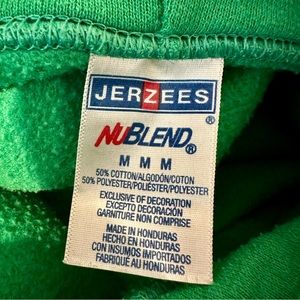 JERZEES
®
NUBLEND®
M M M
50% COTTON/ALGODÓN/COTON
50% POLYESTER/POLIÉSTER/POLYESTER
EXCLUSIVE OF DECORATION
EXCEPTO DECORACIÓN
GARNITURE NON COMPRISE
MADE IN HONDURAS
HECHO EN HONDURAS
CON INSUMOS IMPORTADOS
FABRIQUÉ AU HONDURAS